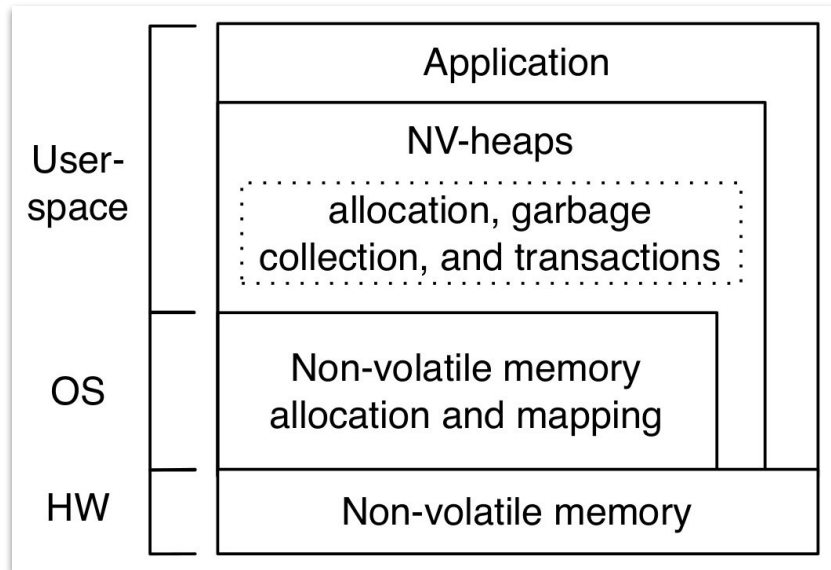 Application
NV-heaps
User-
space
allocation, garbage
collection, and transactions
OS
Non-volatile memory
allocation and mapping
HW
Non-volatile memory